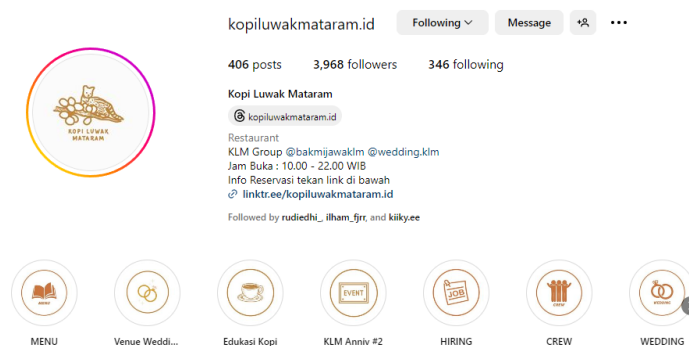 kopiluwakmataram.id Following Message
406 posts 3,968 followers 346 following
Kopi Luwak Mataram
kopiluwakmataram.id
KOPI LUWAK
MATARAM
Restaurant
KLM Group @bakmijawaklm @wedding.klm
Jam Buka : 10.00 - 22.00 WIB
Info Reservasi tekan link di bawah
linktr.ee/kopiluwakmataram.id
Followed by rudiedhi_, ilham_fjrr, and kiiky.ee
MENU
EVENT
JOB
CREW
WEDDING
MENU Venue Weddi... Edukasi Kopi KLM Anniv #2 HIRING CREW WEDDING